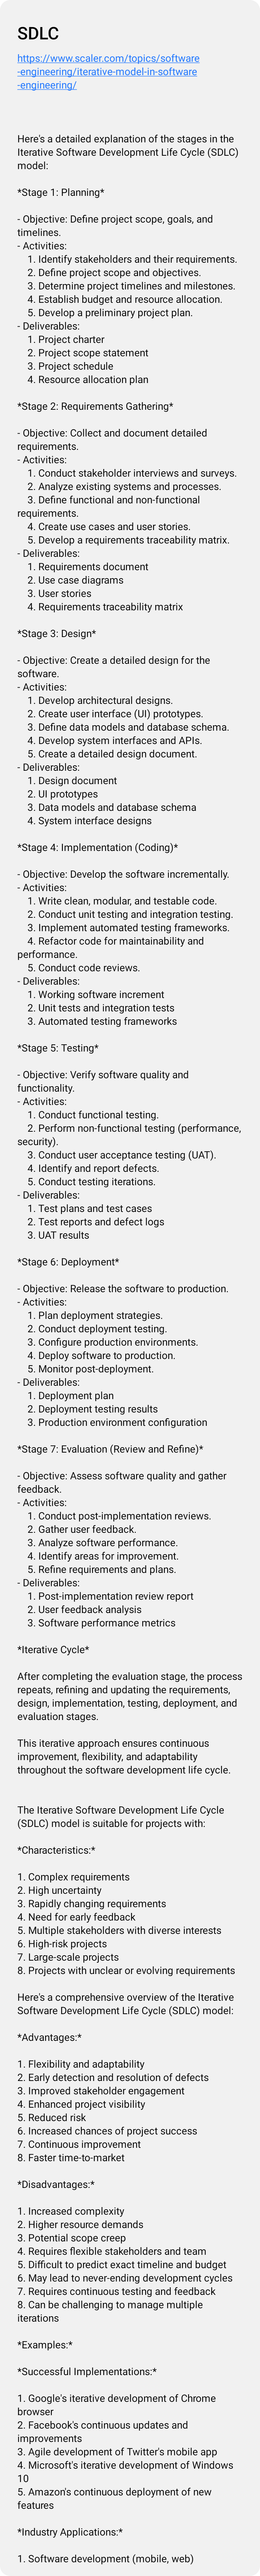 SDLC
https://www.scaler.com/topics/software
-engineering/iterative-model-in-software
-engineering/
Here's a detailed explanation of the stages in the
Iterative Software Development Life Cycle (SDLC)
model:
*Stage 1: Planning*
- Objective: Define project scope, goals, and
timelines.
- Activities:
1. Identify stakeholders and their requirements.
2. Define project scope and objectives.
3. Determine project timelines and milestones.
4. Establish budget and resource allocation.
5. Develop a preliminary project plan.
- Deliverables:
1. Project charter
2. Project scope statement
3. Project schedule
4. Resource allocation plan
*Stage 2: Requirements Gathering*
- Objective: Collect and document detailed
requirements.
- Activities:
1. Conduct stakeholder interviews and surveys.
2. Analyze existing systems and processes.
3. Define functional and non-functional
requirements.
4. Create use cases and user stories.
5. Develop a requirements traceability matrix.
- Deliverables:
1. Requirements document
2. Use case diagrams
3. User stories
4. Requirements traceability matrix
*Stage 3: Design*
- Objective: Create a detailed design for the
software.
- Activities:
1. Develop architectural designs.
2. Create user interface (UI) prototypes.
3. Define data models and database schema.
4. Develop system interfaces and APIs.
5. Create a detailed design document.
- Deliverables:
1. Design document
2. UI prototypes
3. Data models and database schema
4. System interface designs
*Stage 4: Implementation (Coding)*
- Objective: Develop the software incrementally.
- Activities:
1. Write clean, modular, and testable code.
2. Conduct unit testing and integration testing.
3. Implement automated testing frameworks.
4. Refactor code for maintainability and
performance.
5. Conduct code reviews.
- Deliverables:
1. Working software increment
2. Unit tests and integration tests
3. Automated testing frameworks
*Stage 5: Testing*
- Objective: Verify software quality and
functionality.
- Activities:
1. Conduct functional testing.
2. Perform non-functional testing (performance,
security).
3. Conduct user acceptance testing (UAT).
4. Identify and report defects.
5. Conduct testing iterations.
- Deliverables:
1. Test plans and test cases
2. Test reports and defect logs
3. UAT results
*Stage 6: Deployment*
- Objective: Release the software to production.
- Activities:
1. Plan deployment strategies.
2. Conduct deployment testing.
3. Configure production environments.
4. Deploy software to production.
5. Monitor post-deployment.
- Deliverables:
1. Deployment plan
2. Deployment testing results
3. Production environment configuration
*Stage 7: Evaluation (Review and Refine)*
- Objective: Assess software quality and gather
feedback.
- Activities:
1. Conduct post-implementation reviews.
2. Gather user feedback.
3. Analyze software performance.
4. Identify areas for improvement.
5. Refine requirements and plans.
- Deliverables:
1. Post-implementation review report
2. User feedback analysis
3. Software performance metrics
*Iterative Cycle*
After completing the evaluation stage, the process
repeats, refining and updating the requirements,
design, implementation, testing, deployment, and
evaluation stages.
This iterative approach ensures continuous
improvement, flexibility, and adaptability
throughout the software development life cycle.
The Iterative Software Development Life Cycle
(SDLC) model is suitable for projects with:
*Characteristics:*
1. Complex requirements
2. High uncertainty
3. Rapidly changing requirements
4. Need for early feedback
5. Multiple stakeholders with diverse interests
6. High-risk projects
7. Large-scale projects
8. Projects with unclear or evolving requirements
Here's a comprehensive overview of the Iterative
Software Development Life Cycle (SDLC) model:
*Advantages:*
1. Flexibility and adaptability
2. Early detection and resolution of defects
3. Improved stakeholder engagement
4. Enhanced project visibility
5. Reduced risk
6. Increased chances of project success
7. Continuous improvement
8. Faster time-to-market
*Disadvantages:*
1. Increased complexity
2. Higher resource demands
3. Potential scope creep
4. Requires flexible stakeholders and team
5. Difficult to predict exact timeline and budget
6. May lead to never-ending development cycles
7. Requires continuous testing and feedback
8. Can be challenging to manage multiple
iterations
*Examples:*
*Successful Implementations:*
1. Google's iterative development of Chrome
browser
2. Facebook's continuous updates and
improvements
3. Agile development of Twitter's mobile app
4. Microsoft's iterative development of Windows
10
5. Amazon's continuous deployment of new
features
*Industry Applications:*
1. Software development (mobile, web)